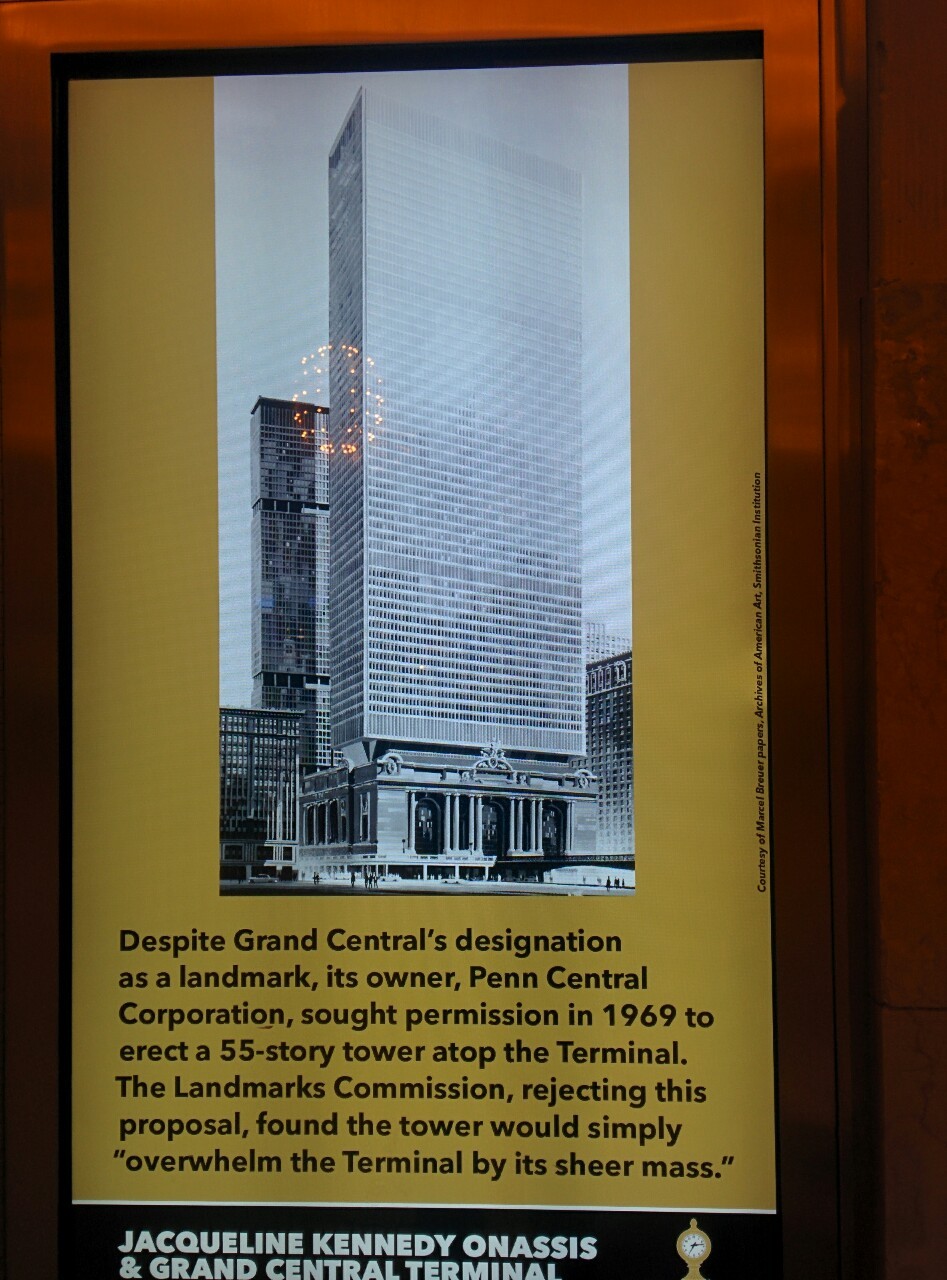 Courtesy of Marcel Breuer papers, Archives of American Art, Smithsonian Institution
Despite Grand Central’s designation
as a landmark, its owner, Penn Central
Corporation, sought permission in 1969 to
erect a 55-story tower atop the Terminal.
The Landmarks Commission, rejecting this
proposal, found the tower would simply
“overwhelm the Terminal by its sheer mass.”
JACQUELINE KENNEDY ONASSIS
& GRAND CENTRAL TERMINAL